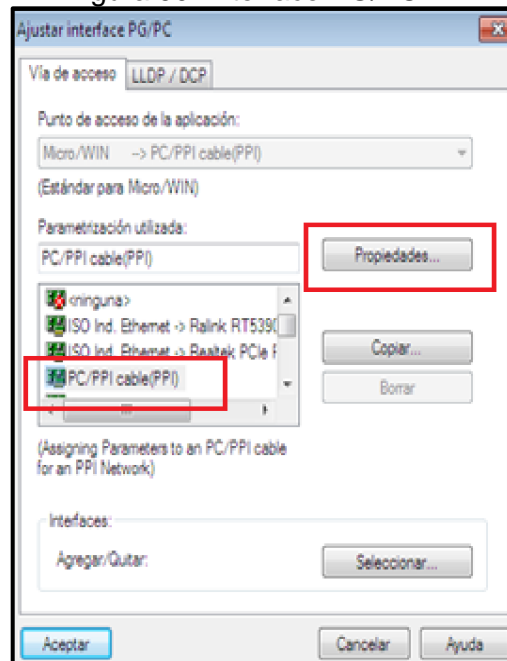 Ajustar interface PG/PC
Vía de acceso LLDP / DCP
Punto de acceso de la aplicación:
Micro/WIN --> PC/PPI cable(PPI)
(Estándar para Micro/WIN)
Parametrización utilizada:
PC/PPI cable(PPI)
Propiedades...
<ninguna>
ISO Ind. Ethernet -> Ralink RT5390
ISO Ind. Ethernet -> Realtek PCIe
PC/PPI cable(PPI)
Copiar...
Borrar
(Assigning Parameters to an PC/PPI cable
for an PPI Network)
Interfaces:
Agregar/Quitar:
Seleccionar...
Aceptar
Cancelar
Ayuda